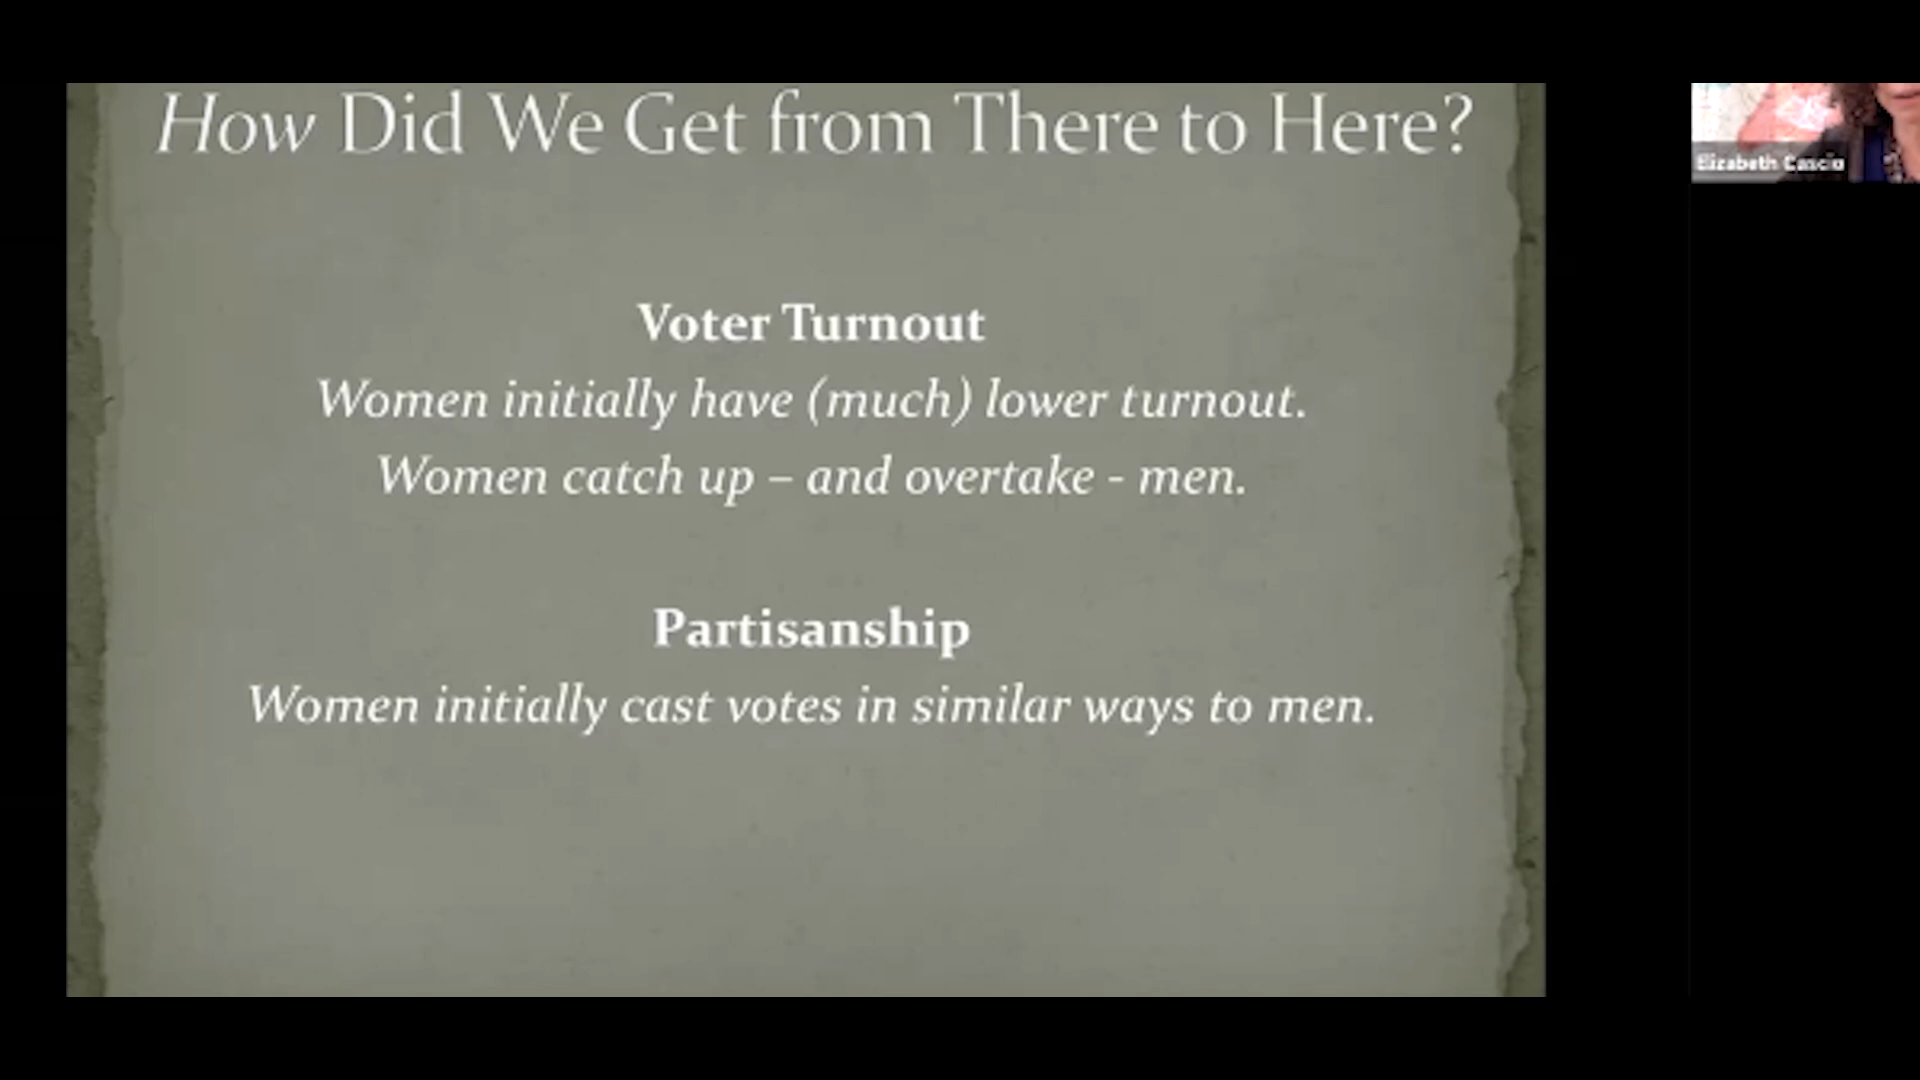 How Did We Get from There to Here?
Elizabeth Cascio
Voter Turnout
Women initially have (much) lower turnout.
Women catch up – and overtake - men.
Partisanship
Women initially cast votes in similar ways to men.